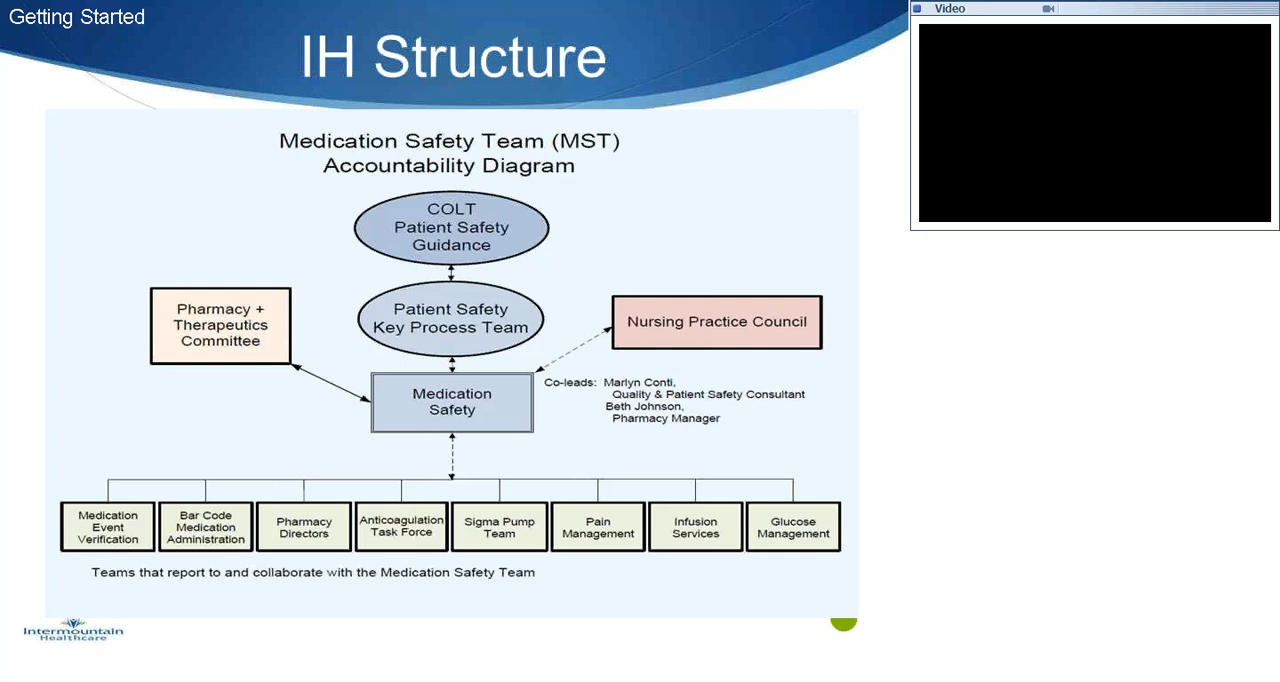 Getting Started
Video
IH Structure
Medication Safety Team (MST)
Accountability Diagram
COLT
Patient Safety
Guidance
Patient Safety
Key Process Team
Pharmacy +
Therapeutics
Committee
Nursing Practice Council
Medication
Safety
Co-leads: Marlyn Conti,
Quality & Patient Safety Consultant
Beth Johnson,
Pharmacy Manager
Medication
Event
Verification
Bar Code
Medication
Administration
Pharmacy
Directors
Anticoagulation
Task Force
Sigma Pump
Team
Pain
Management
Infusion
Services
Glucose
Management
Teams that report to and collaborate with the Medication Safety Team
Intermountain
Healthcare